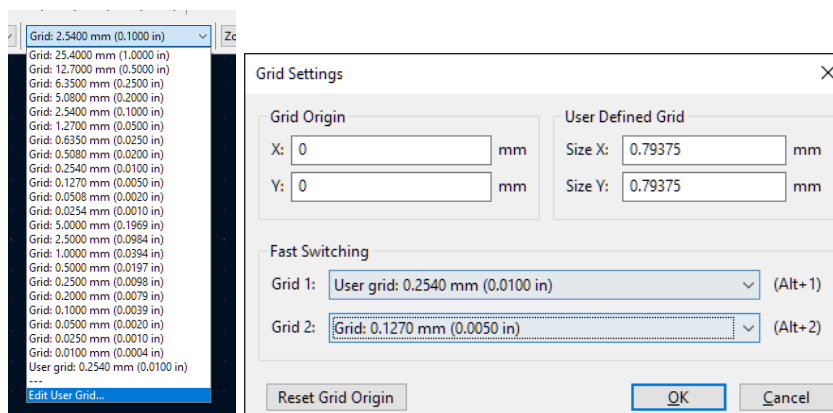 Grid: 2.5400 mm (0.1000 in)
Zo
Grid: 25.4000 mm (1.0000 in)
Grid: 12.7000 mm (0.5000 in)
Grid: 6.3500 mm (0.2500 in)
Grid: 5.0800 mm (0.2000 in)
Grid: 2.5400 mm (0.1000 in)
Grid: 1.2700 mm (0.0500 in)
Grid: 0.6350 mm (0.0250 in)
Grid: 0.5080 mm (0.0200 in)
Grid: 0.2540 mm (0.0100 in)
Grid: 0.1270 mm (0.0050 in)
Grid: 0.0508 mm (0.0020 in)
Grid: 0.0254 mm (0.0010 in)
Grid: 5.0000 mm (0.1969 in)
Grid: 2.5000 mm (0.0984 in)
Grid: 1.0000 mm (0.0394 in)
Grid: 0.5000 mm (0.0197 in)
Grid: 0.2500 mm (0.0098 in)
Grid: 0.2000 mm (0.0079 in)
Grid: 0.1000 mm (0.0039 in)
Grid: 0.0500 mm (0.0020 in)
Grid: 0.0250 mm (0.0010 in)
Grid: 0.0100 mm (0.0004 in)
User grid: 0.2540 mm (0.0100 in)
---
Edit User Grid...
Grid Settings
Grid Origin
X: 0 mm
Y: 0 mm
User Defined Grid
Size X: 0.79375 mm
Size Y: 0.79375 mm
Fast Switching
Grid 1: User grid: 0.2540 mm (0.0100 in) (Alt+1)
Grid 2: Grid: 0.1270 mm (0.0050 in) (Alt+2)
Reset Grid Origin
OK
Cancel